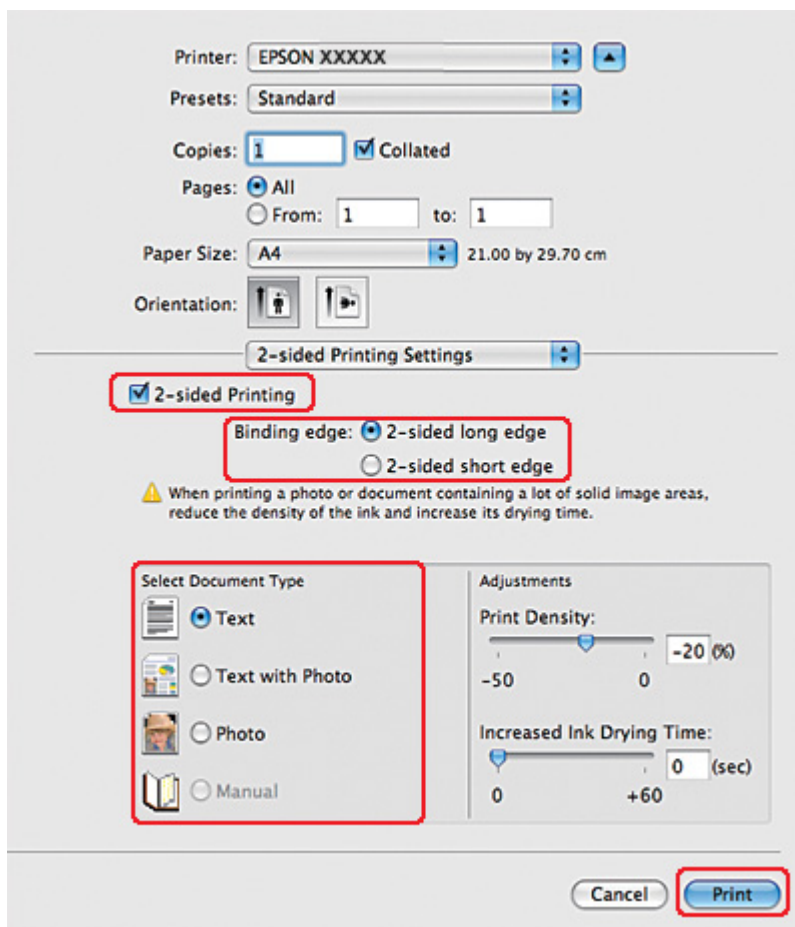 Printer: EPSON XXXXX
Presets: Standard
Copies: 1 Collated
Pages: All
From: 1 to: 1
Paper Size: A4 21.00 by 29.70 cm
Orientation:
2-sided Printing Settings
2-sided Printing
Binding edge: 2-sided long edge
2-sided short edge
When printing a photo or document containing a lot of solid image areas,
reduce the density of the ink and increase its drying time.
Select Document Type
Text
Text with Photo
Photo
Manual
Adjustments
Print Density:
-20 (%)
-50 0
Increased Ink Drying Time:
0 (sec)
0 +60
Cancel Print